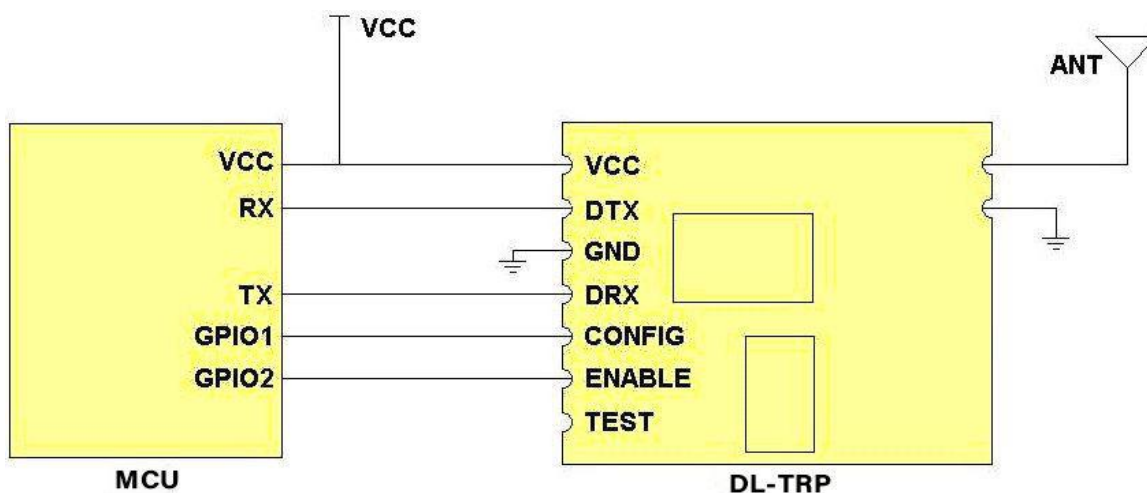 VCC
ANT
VCC
RX
TX
GPIO1
GPIO2
MCU
VCC
DTX
GND
DRX
CONFIG
ENABLE
TEST
DL-TRP